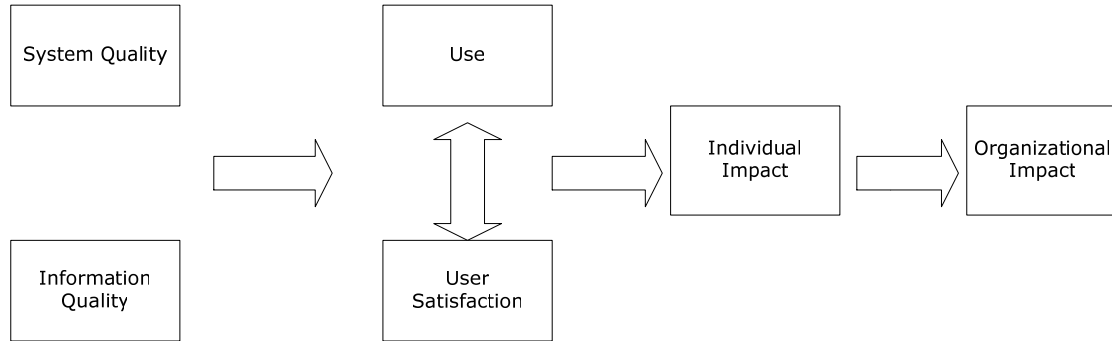 System Quality
Use
Individual
Impact
Organizational
Impact
Information
Quality
User
Satisfaction